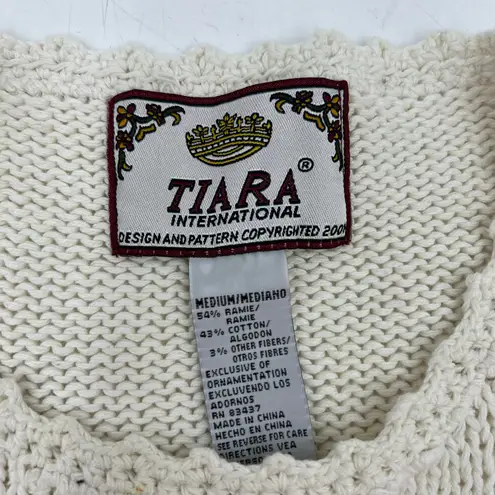 TIARA ®
INTERNATIONAL
DESIGN AND PATTERN COPYRIGHTED
MEDIUM/MEDIANO
54% RAMIE/
RAMIE
43% COTTON/
ALGODON
3% OTHER FIBERS/
OTROS FIBRES
EXCLUSIVE OF
ORNAMENTATION
EXCLUVENDO LOS
ADORNOS
RN 83437
MADE IN CHINA
HECHO EN CHINA
SEE REVERSE FOR CARE
DIRECTIONS VEA